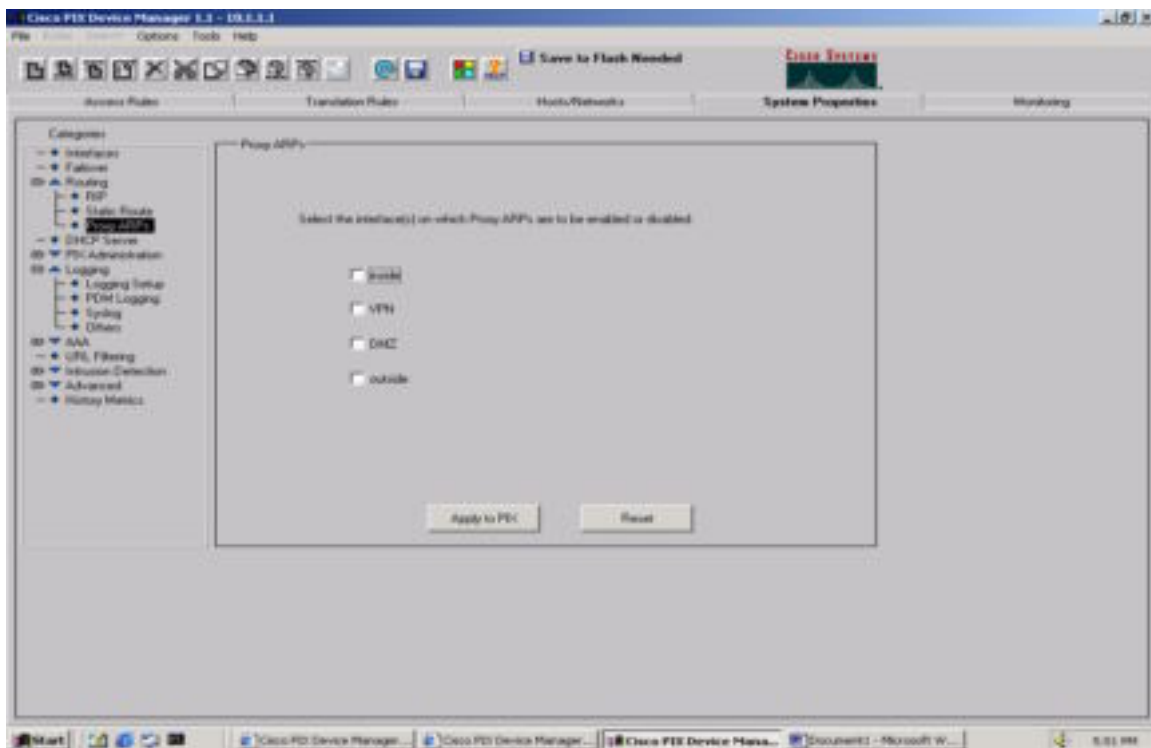 Cisco PIX Device Manager 1.1 - 10.1.1.1
File Rules Search Options Tools Help
Save to Flash Needed
CISCO SYSTEMS
Access Rules Translation Rules Hosts/Networks System Properties Monitoring
Categories
Interfaces
Failover
Routing
RIP
Static Route
Proxy ARPs
DHCP Server
PIX Administration
Logging
Logging Setup
PDM Logging
Syslog
Others
AAA
URL Filtering
Intrusion Detection
Advanced
History Metrics
Proxy ARPs
Select the interface(s) on which Proxy ARPs are to be enabled or disabled:
inside
VPN
DMZ
outside
Apply to PIX Reset
Start Cisco PIX Device Manager... Cisco PIX Device Manager... Cisco PIX Device Mana... Document1 - Microsoft W... 5:01 PM